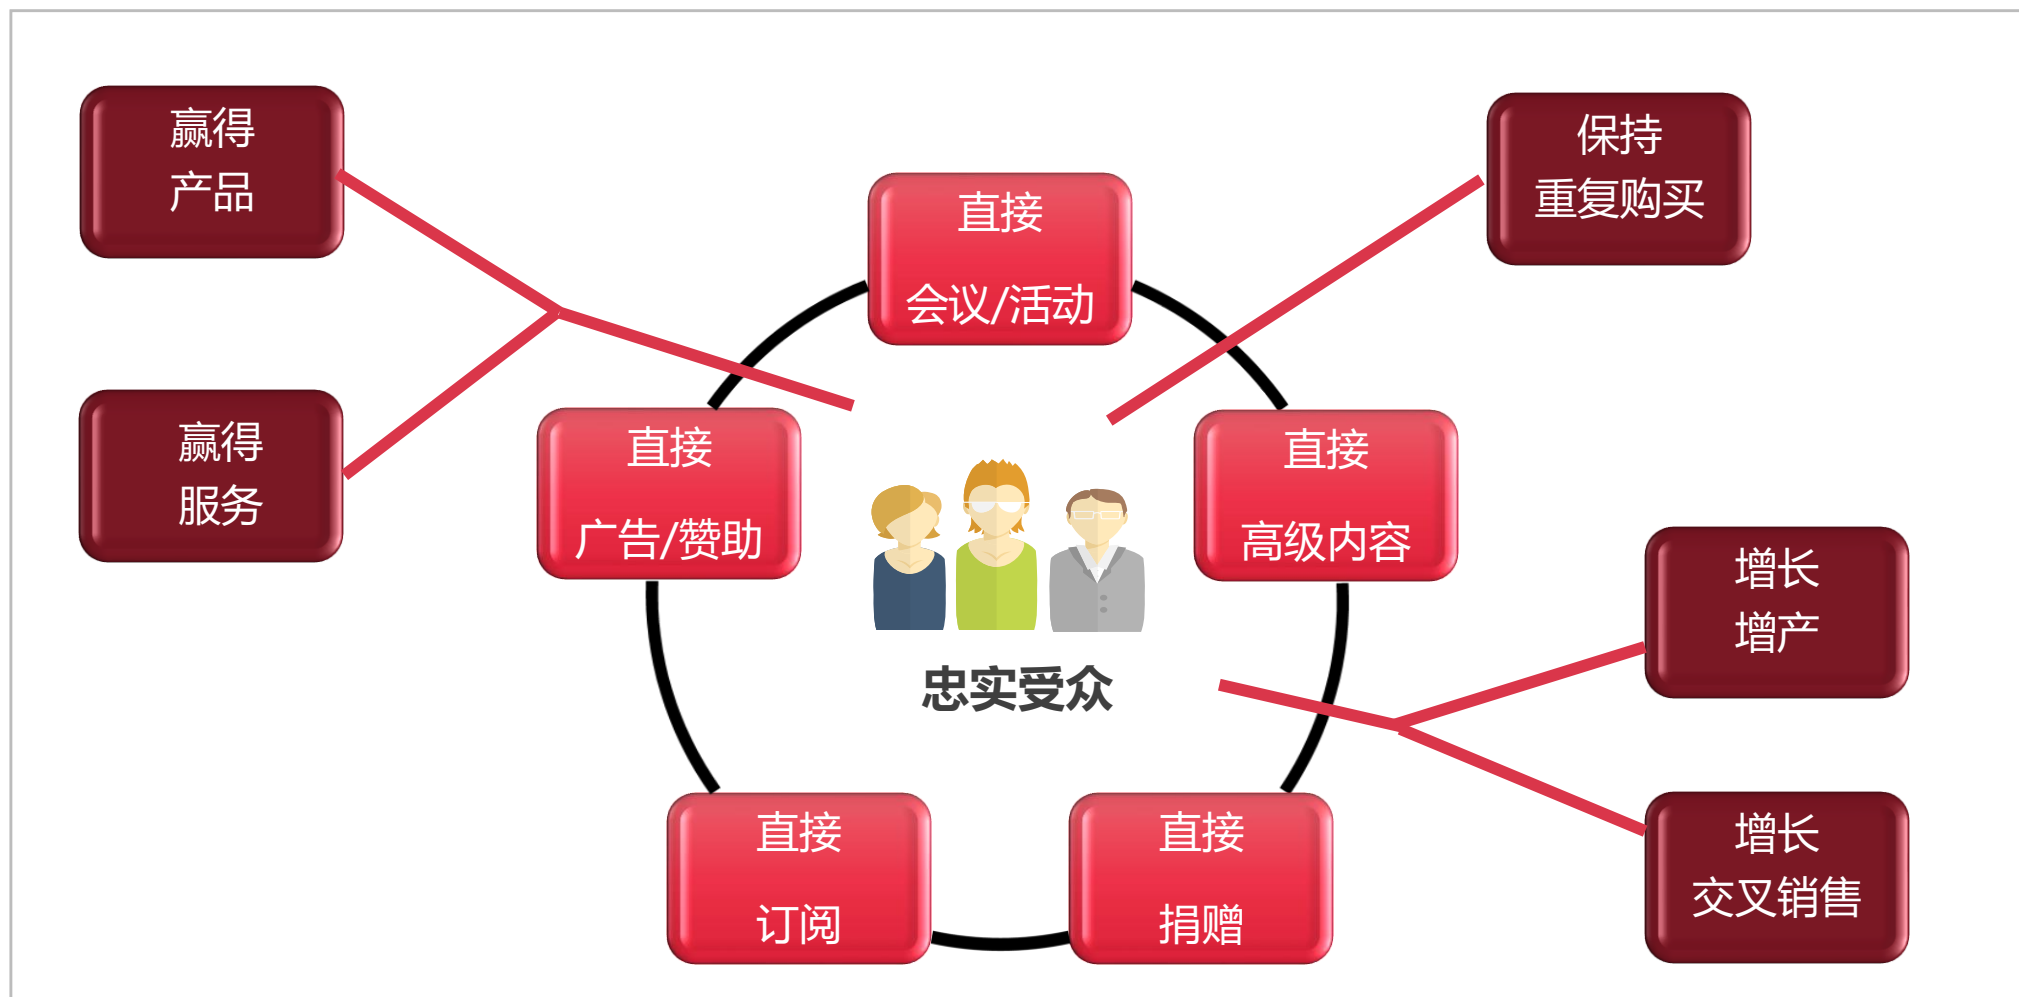 赢得
产品
保持
重复购买
直接
会议/活动
赢得
服务
直接
广告/赞助
直接
高级内容
忠实受众
增长
增产
直接
订阅
直接
捐赠
增长
交叉销售